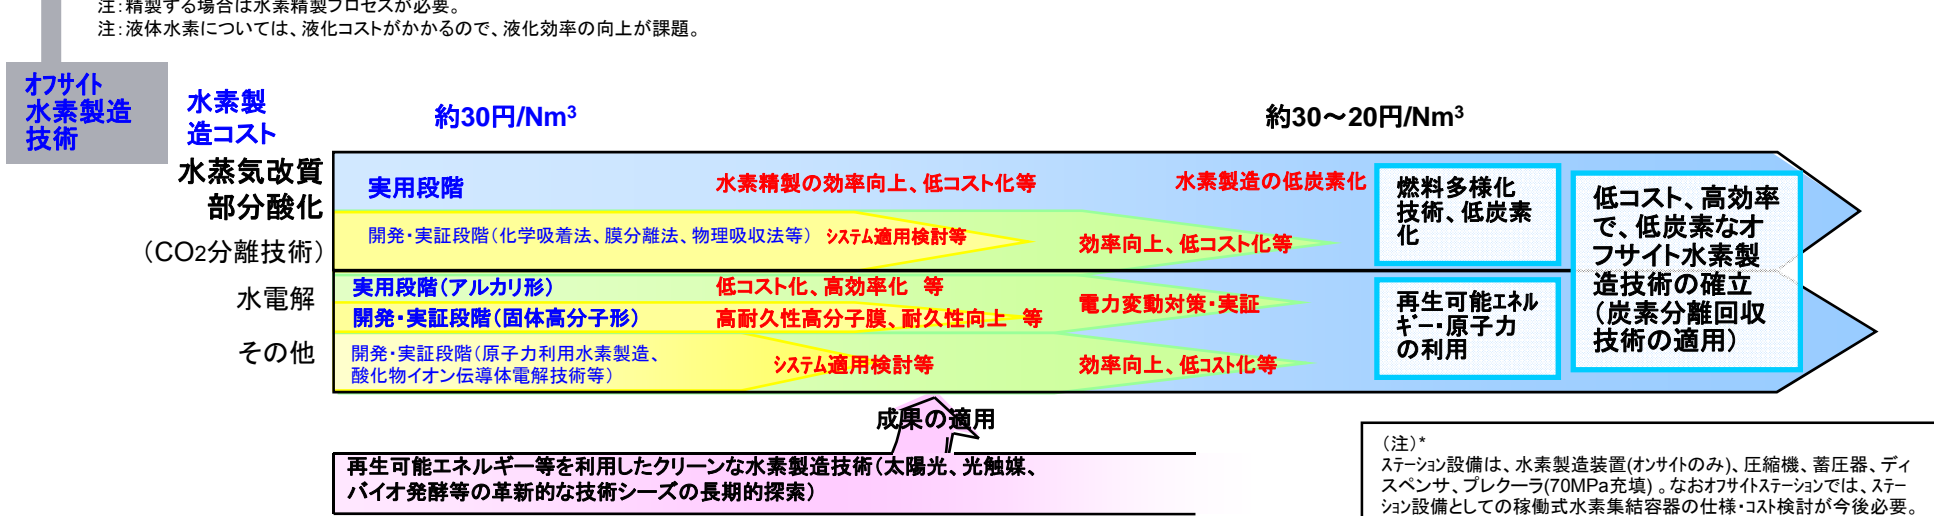 注：精製する場合は水素精製プロセスが必要。
注：液体水素については、液化コストがかかるので、液化効率の向上が課題。
オフサイト
水素製造
技術
水素製
造コスト
約30円/Nm3
約30～20円/Nm3
水蒸気改質
部分酸化
（CO2分離技術）
水電解
その他
実用段階
水素精製の効率向上、低コスト化等
水素製造の低炭素化
開発・実証段階（化学吸着法、膜分離法、物理吸収法等）
システム適用検討等
効率向上、低コスト化等
実用段階（アルカリ形）
低コスト化、高効率化 等
電力変動対策・実証
開発・実証段階（固体高分子形）
高耐久性高分子膜、耐久性向上 等
開発・実証段階（原子力利用水素製造、
酸化物イオン伝導体電解技術等）
システム適用検討等
効率向上、低コスト化等
燃料多様化
技術、低炭素
化
再生可能エネル
ギー・原子力
の利用
低コスト、高効率
で、低炭素なオ
フサイト水素製
造技術の確立
（炭素分離回収
技術の適用）
成果の適用
再生可能エネルギー等を利用したクリーンな水素製造技術（太陽光、光触媒、
バイオ発酵等の革新的な技術シーズの長期的探索）
（注）*
ステーション設備は、水素製造装置(オンサイトのみ)、圧縮機、蓄圧器、ディ
スペンサ、プレクーラ(70MPa充填) 。なおオフサイトステーションでは、ステー
ション設備としての稼働式水素集結容器の仕様・コスト検討が今後必要。